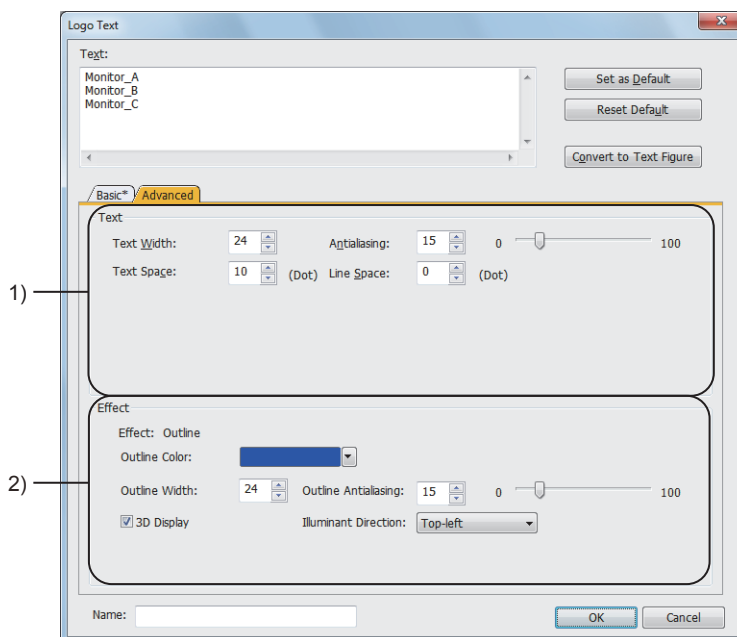 Logo Text
Text:
Monitor_A
Monitor_B
Monitor_C
Set as Default
Reset Default
Convert to Text Figure
Basic* Advanced
Text
Text Width: 24 Antialiasing: 15 0 100
Text Space: 10 (Dot) Line Space: 0 (Dot)
1)
Effect
Effect: Outline
Outline Color:
2)
Outline Width: 24 Outline Antialiasing: 15 0 100
3D Display Illuminant Direction: Top-left
Name:
OK Cancel